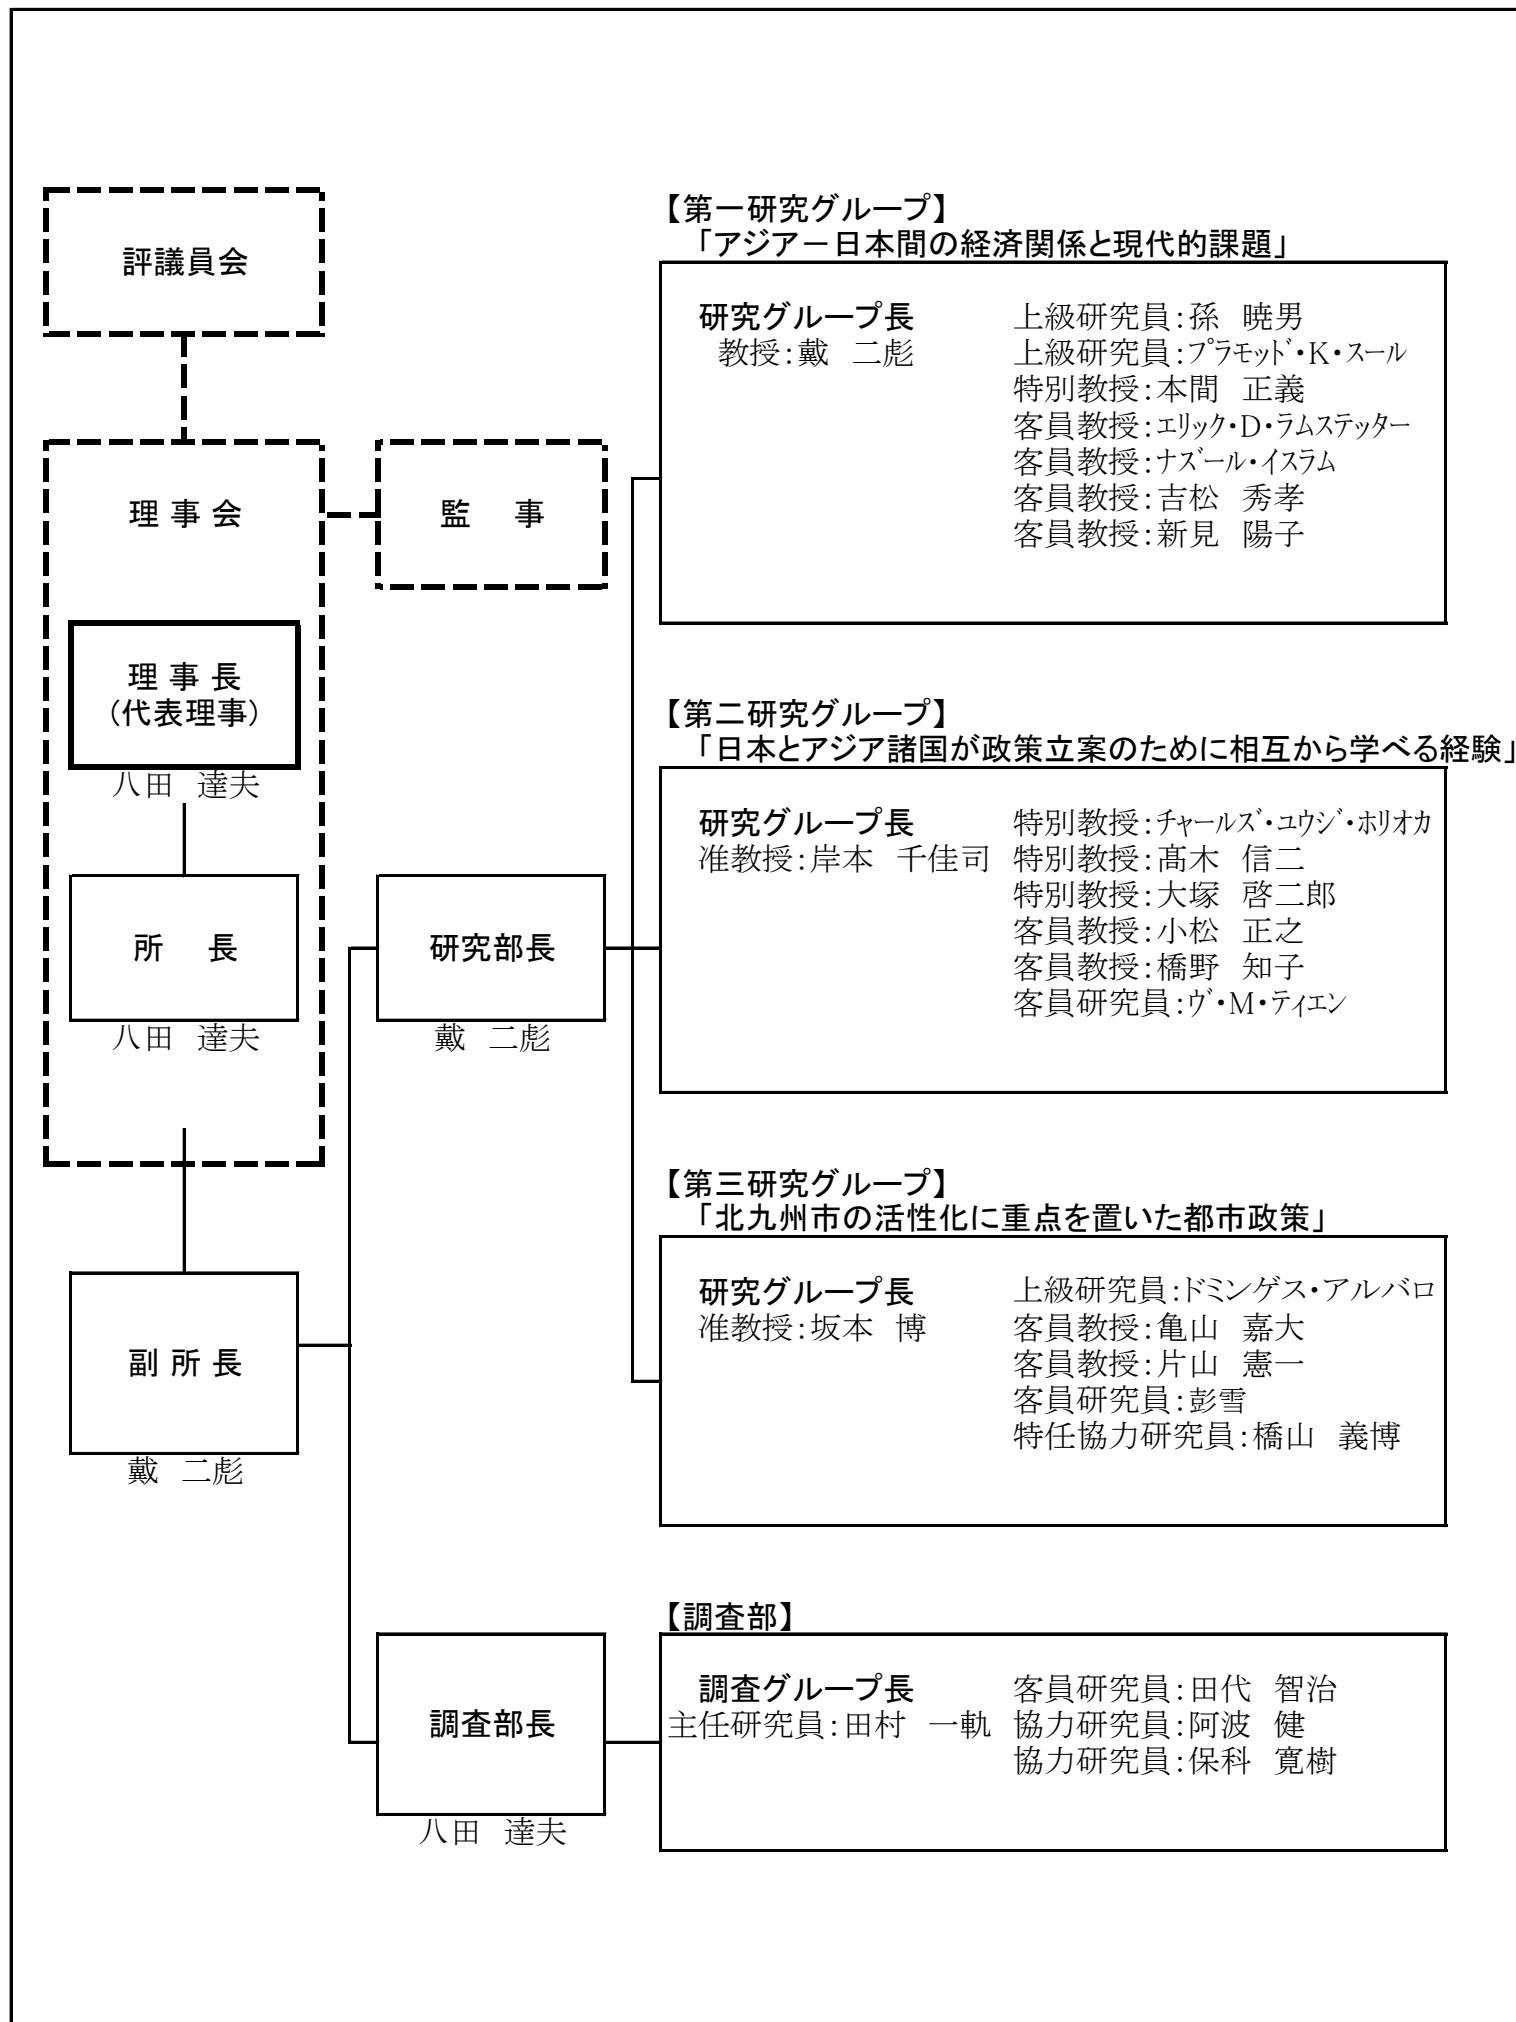 評議員会
理 事 会
監　事
理 事 長
(代表理事)
八田　達夫
所　長
八田　達夫
副 所 長
戴　二彪
研究部長
戴　二彪
調査部長
八田　達夫
【第一研究グループ】
「アジア－日本間の経済関係と現代的課題」
研究グループ長
教授：戴　二彪
上級研究員：孫　暁男
上級研究員：プラモッド・K・スール
特別教授：本間　正義
客員教授：エリック・D・ラムステッター
客員教授：ナズール・イスラム
客員教授：吉松　秀孝
客員教授：新見　陽子
【第二研究グループ】
「日本とアジア諸国が政策立案のために相互から学べる経験」
研究グループ長
准教授：岸本　千佳司
特別教授：チャールズ・ユウジ・ホリオカ
特別教授：髙木　信二
特別教授：大塚　啓二郎
客員教授：小松　正之
客員教授：橋野　知子
客員研究員：ヴ・M・ティエン
【第三研究グループ】
「北九州市の活性化に重点を置いた都市政策」
研究グループ長
准教授：坂本　博
上級研究員：ドミンゲス・アルバロ
客員教授：亀山　嘉大
客員教授：片山　憲一
客員研究員：彭雪
特任協力研究員：橋山　義博
【調査部】
調査グループ長
主任研究員：田村　一軌
客員研究員：田代　智治
協力研究員：阿波　健
協力研究員：保科　寛樹